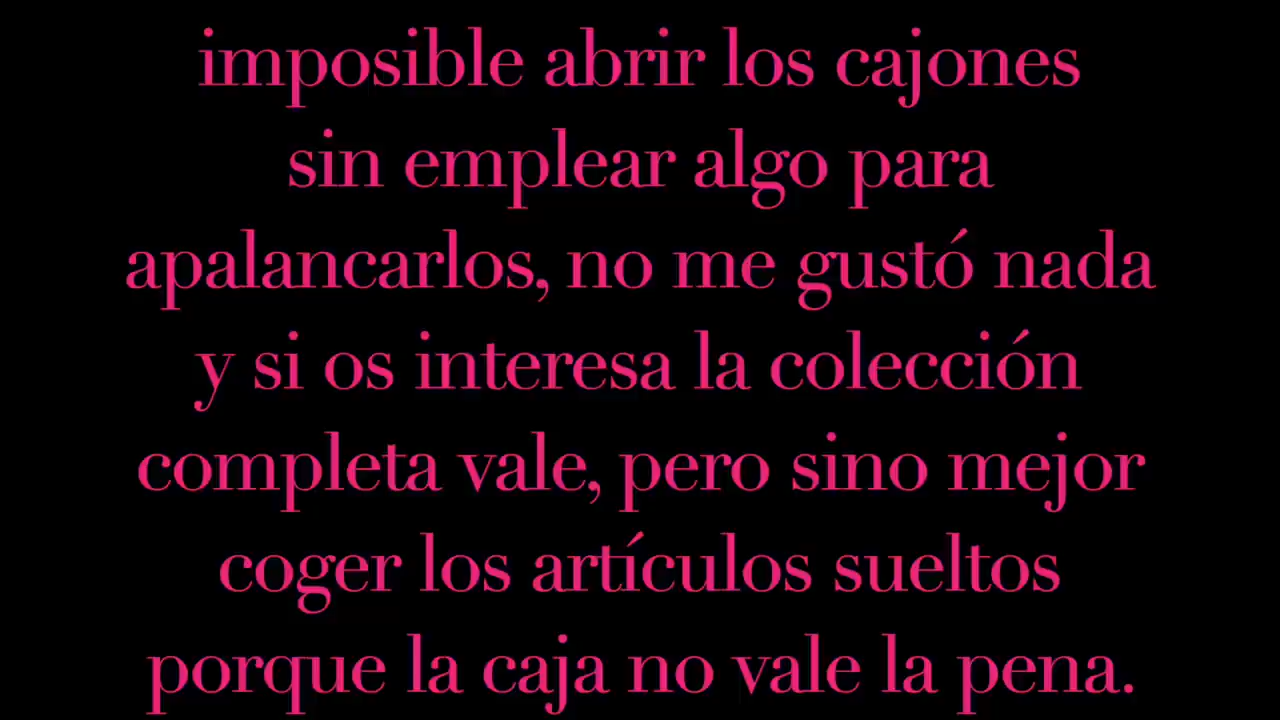 imposible abrir los cajones
sin emplear algo para
apalancarlos, no me gustó nada
y si os interesa la colección
completa vale, pero sino mejor
coger los artículos sueltos
porque la caja no vale la pena.